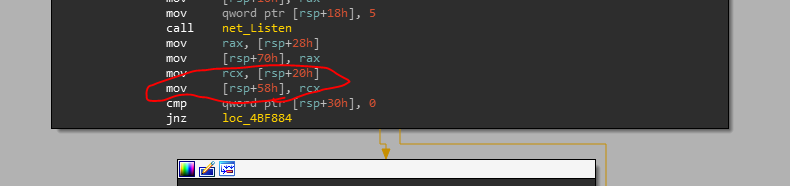 mov qword ptr [rsp+18h], 5
call net_Listen
mov rax, [rsp+28h]
mov [rsp+70h], rax
mov rcx, [rsp+20h]
mov [rsp+58h], rcx
cmp qword ptr [rsp+30h], 0
jnz loc_4BF884